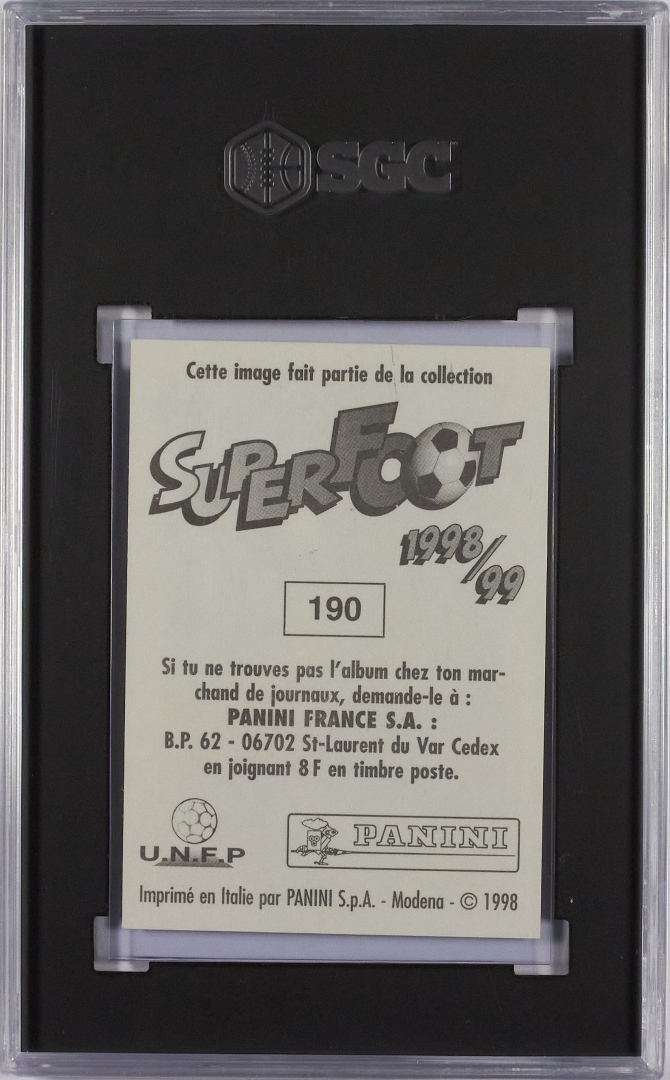 SGC
Cette image fait partie de la collection
SUPERFOOT
1998/99
190
Si tu ne trouves pas l'album chez ton mar-
chand de journaux, demande-le à :
PANINI FRANCE S.A. :
B.P. 62 - 06702 St-Laurent du Var Cedex
en joignant 8 F en timbre poste.
U.N.F.P
PANINI
Imprimé en Italie par PANINI S.p.A. - Modena - © 1998